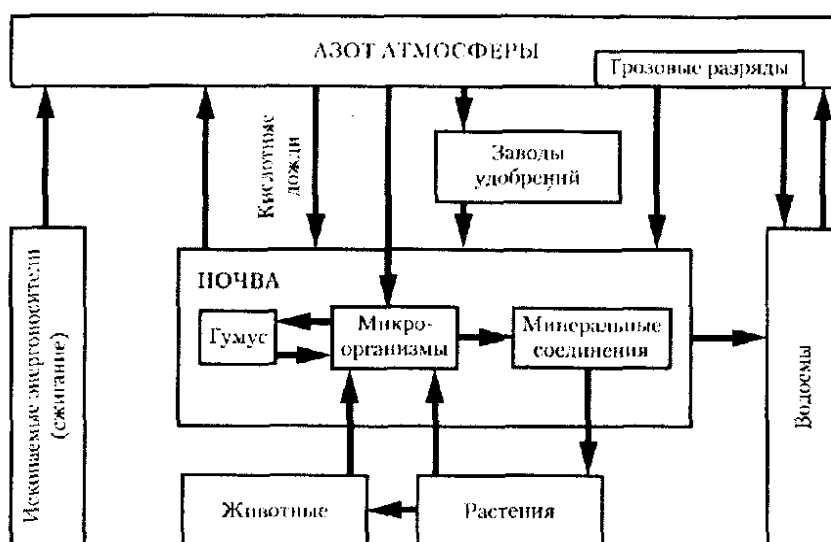 АЗОТ АТМОСФЕРЫ
Грозовые разряды
Кислотные
дожди
Заводы
удобрений
Ископаемые энергоносители
(сжигание)
ПОЧВА
Гумус
Микро-
организмы
Минеральные
соединения
Водоемы
Животные
Растения